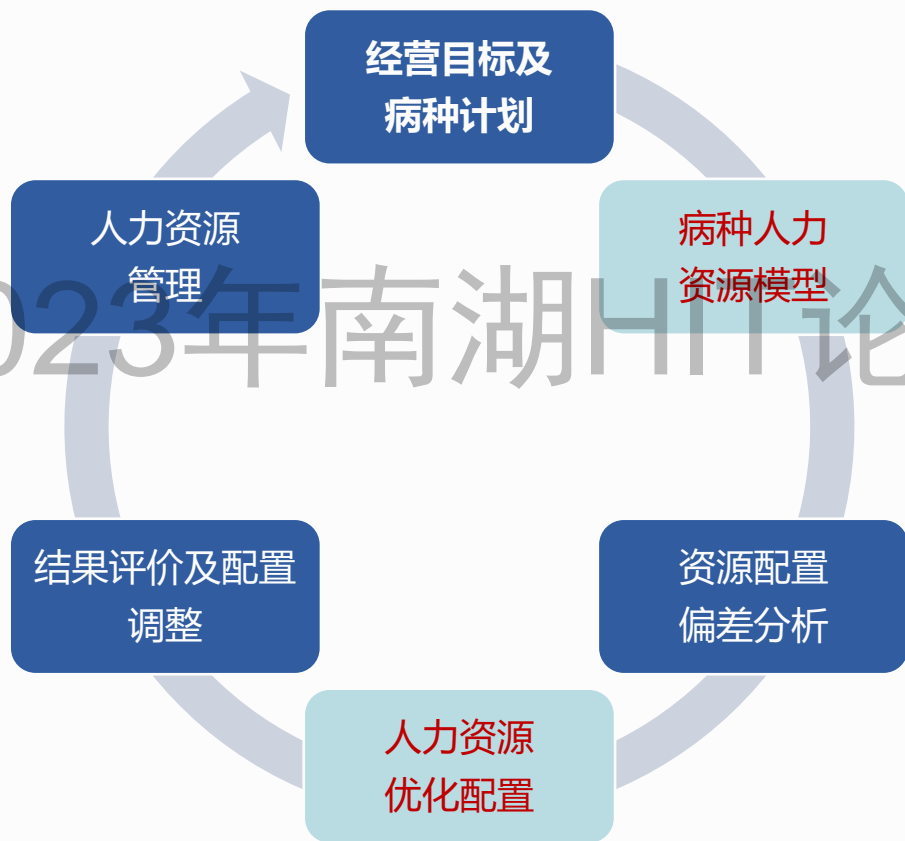 经营目标及
病种计划
病种人力
资源模型
资源配置
偏差分析
人力资源
优化配置
结果评价及配置
调整
人力资源
管理
023年南湖HIT论